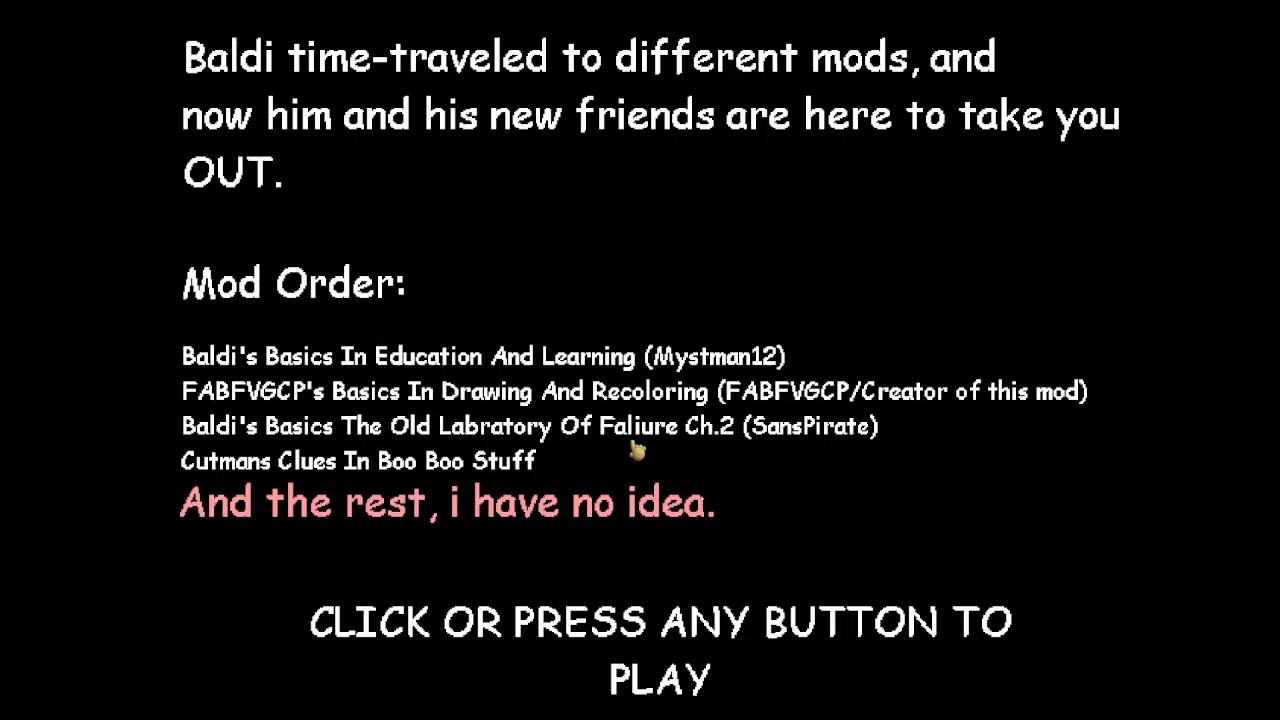 Baldi time-traveled to different mods, and
now him and his new friends are here to take you
OUT.
Mod Order:
Baldi's Basics In Education And Learning (Mystman12)
FABFVGCP's Basics In Drawing And Recoloring (FABFVGCP/Creator of this mod)
Baldi's Basics The Old Labratory Of Faliure Ch.2 (SansPirate)
Cutmans Clues In Boo Boo Stuff
And the rest, i have no idea.
CLICK OR PRESS ANY BUTTON TO
PLAY